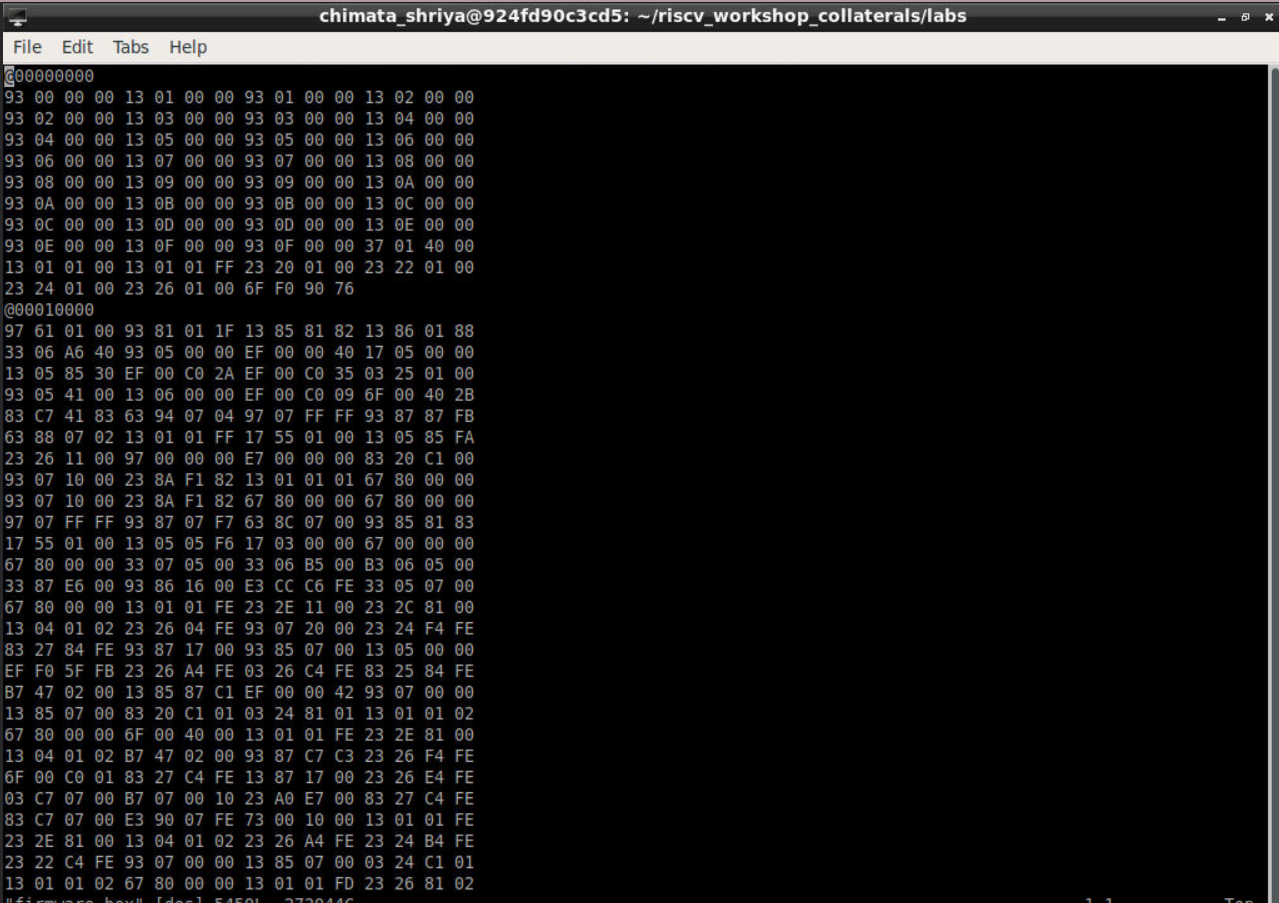 chimata_shriya@924fd90c3cd5: ~/riscv_workshop_collaterals/labs
File Edit Tabs Help
@00000000
93 00 00 00 13 01 00 00 93 01 00 00 13 02 00 00
93 02 00 00 13 03 00 00 93 03 00 00 13 04 00 00
93 04 00 00 13 05 00 00 93 05 00 00 13 06 00 00
93 06 00 00 13 07 00 00 93 07 00 00 13 08 00 00
93 08 00 00 13 09 00 00 93 09 00 00 13 0A 00 00
93 0A 00 00 13 0B 00 00 93 0B 00 00 13 0C 00 00
93 0C 00 00 13 0D 00 00 93 0D 00 00 13 0E 00 00
93 0E 00 00 13 0F 00 00 93 0F 00 00 37 01 40 00
13 01 01 00 13 01 01 FF 23 20 01 00 23 22 01 00
23 24 01 00 23 26 01 00 6F F0 90 76
@00010000
97 61 01 00 93 81 01 1F 13 85 81 82 13 86 01 88
33 06 A6 40 93 05 00 00 EF 00 00 40 17 05 00 00
13 05 85 30 EF 00 C0 2A EF 00 C0 35 03 25 01 00
93 05 41 00 13 06 00 00 EF 00 C0 09 6F 00 40 2B
83 C7 41 83 63 94 07 04 97 07 FF FF 93 87 87 FB
63 88 07 02 13 01 01 FF 17 55 01 00 13 05 85 FA
23 26 11 00 97 00 00 00 E7 00 00 00 83 20 C1 00
93 07 10 00 23 8A F1 82 13 01 01 01 67 80 00 00
93 07 10 00 23 8A F1 82 67 80 00 00 67 80 00 00
97 07 FF FF 93 87 07 F7 63 8C 07 00 93 85 81 83
17 55 01 00 13 05 05 F6 17 03 00 00 67 00 00 00
67 80 00 00 33 07 05 00 33 06 B5 00 B3 06 05 00
33 87 E6 00 93 86 16 00 E3 CC C6 FE 33 05 07 00
67 80 00 00 13 01 01 FE 23 2E 11 00 23 2C 81 00
13 04 01 02 23 26 04 FE 93 07 20 00 23 24 F4 FE
83 27 84 FE 93 87 17 00 93 85 07 00 13 05 00 00
EF F0 5F FB 23 26 A4 FE 03 26 C4 FE 83 25 84 FE
B7 47 02 00 13 85 87 C1 EF 00 00 42 93 07 00 00
13 85 07 00 83 20 C1 01 03 24 81 01 13 01 01 02
67 80 00 00 6F 00 40 00 13 01 01 FE 23 2E 81 00
13 04 01 02 B7 47 02 00 93 87 C7 C3 23 26 F4 FE
6F 00 C0 01 83 27 C4 FE 13 87 17 00 23 26 E4 FE
03 C7 07 00 B7 07 00 10 23 A0 E7 00 83 27 C4 FE
83 C7 07 00 E3 90 07 FE 73 00 10 00 13 01 01 FE
23 2E 81 00 13 04 01 02 23 26 A4 FE 23 24 B4 FE
23 22 C4 FE 93 07 00 00 13 85 07 00 03 24 C1 01
13 01 01 02 67 80 00 00 13 01 01 FD 23 26 81 02